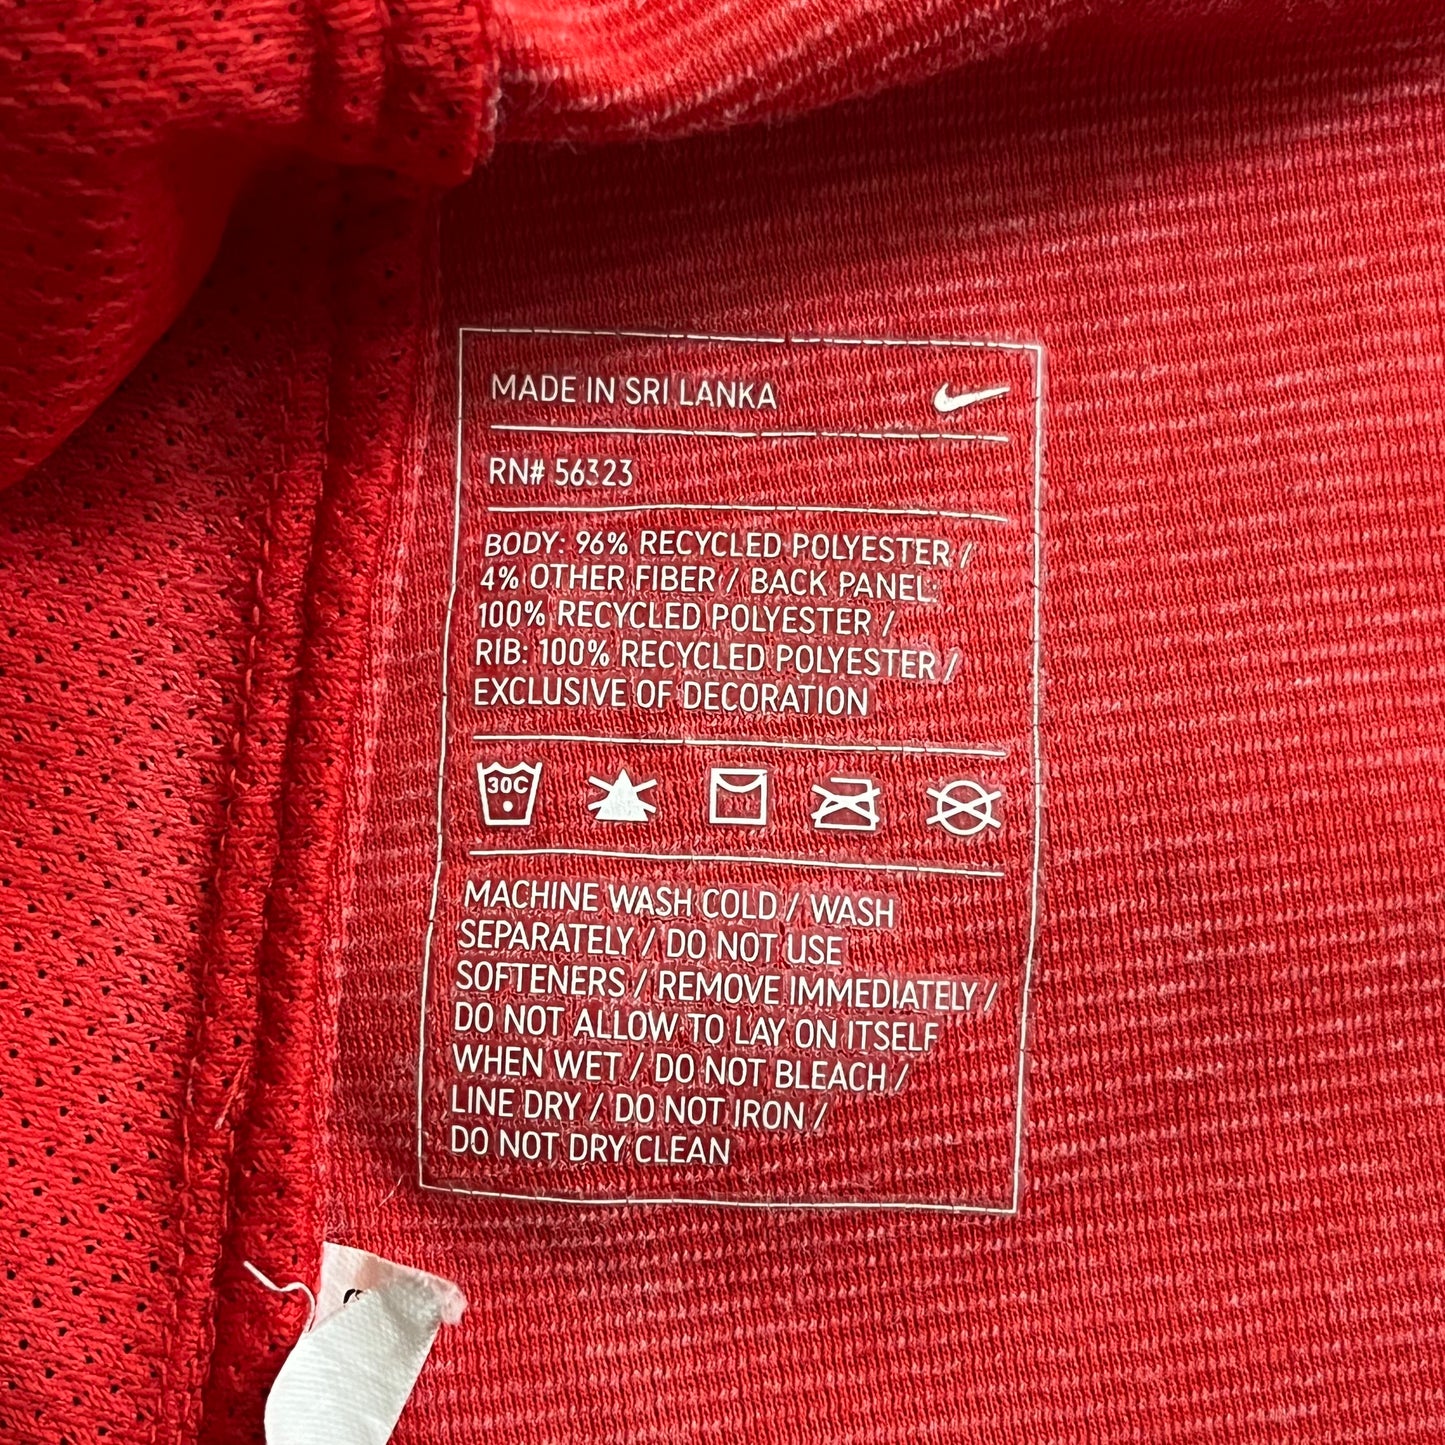 MADE IN SRI LANKA
RN# 56323
BODY: 96% RECYCLED POLYESTER /
4% OTHER FIBER / BACK PANEL:
100% RECYCLED POLYESTER /
RIB: 100% RECYCLED POLYESTER /
EXCLUSIVE OF DECORATION
30C
MACHINE WASH COLD / WASH
SEPARATELY / DO NOT USE
SOFTENERS / REMOVE IMMEDIATELY /
DO NOT ALLOW TO LAY ON ITSELF
WHEN WET / DO NOT BLEACH /
LINE DRY / DO NOT IRON /
DO NOT DRY CLEAN